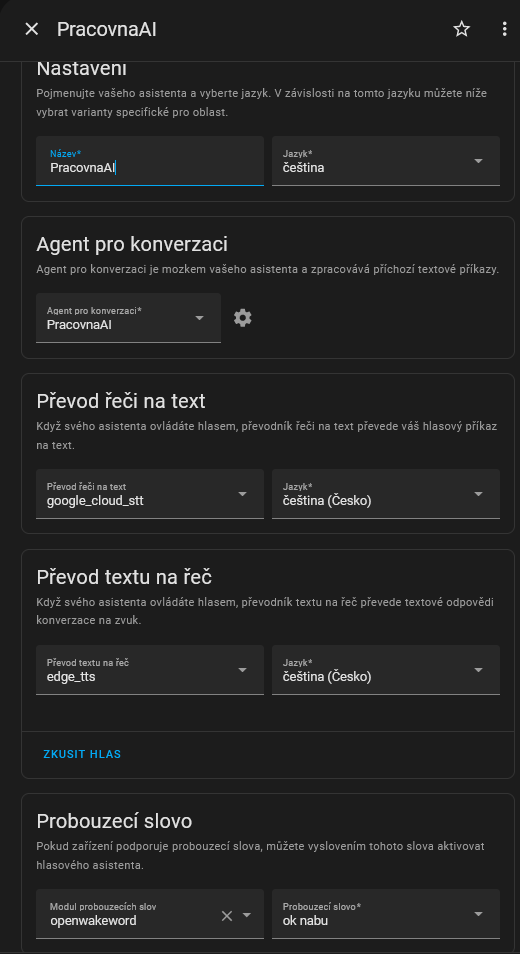 PracovnaAI
Nastavení
Pojmenujte vašeho asistenta a vyberte jazyk. V závislosti na tomto jazyku můžete níže
vybrat varianty specifické pro oblast.
Název*
PracovnaAI
Jazyk*
čeština
Agent pro konverzaci
Agent pro konverzaci je mozkem vašeho asistenta a zpracovává příchozí textové příkazy.
Agent pro konverzaci*
PracovnaAI
Převod řeči na text
Když svého asistenta ovládáte hlasem, převodník řeči na text převede váš hlasový příkaz
na text.
Převod řeči na text
google_cloud_stt
Jazyk*
čeština (Česko)
Převod textu na řeč
Když svého asistenta ovládáte hlasem, převodník textu na řeč převede textové odpovědi
konverzace na zvuk.
Převod textu na řeč
edge_tts
Jazyk*
čeština (Česko)
ZKUSIT HLAS
Probouzecí slovo
Pokud zařízení podporuje probouzecí slova, můžete vyslovením tohoto slova aktivovat
hlasového asistenta.
Modul probouzecích slov
openwakeword
Probouzecí slovo*
ok nabu